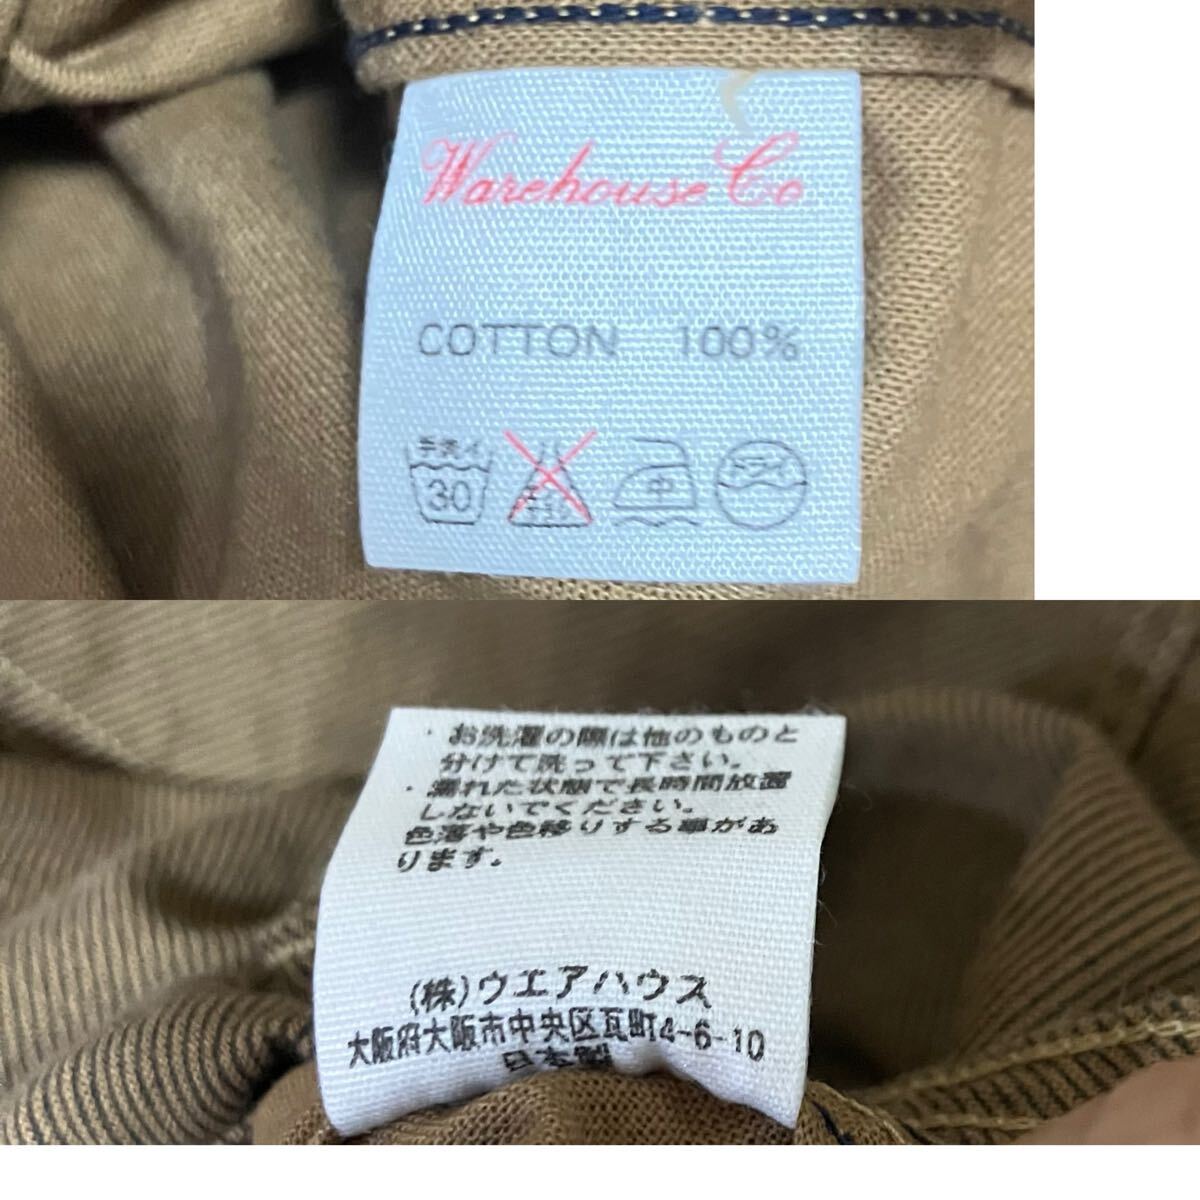 Warehouse Co
COTTON 100%
手洗イ
30
中
ドライ
・お洗濯の際は他のものと
分けて洗って下さい。
・濡れた状態で長時間放置
しないでください。
色落や色移りする事があ
ります。
(株)ウエアハウス
大阪府大阪市中央区瓦町4-6-10
日本製